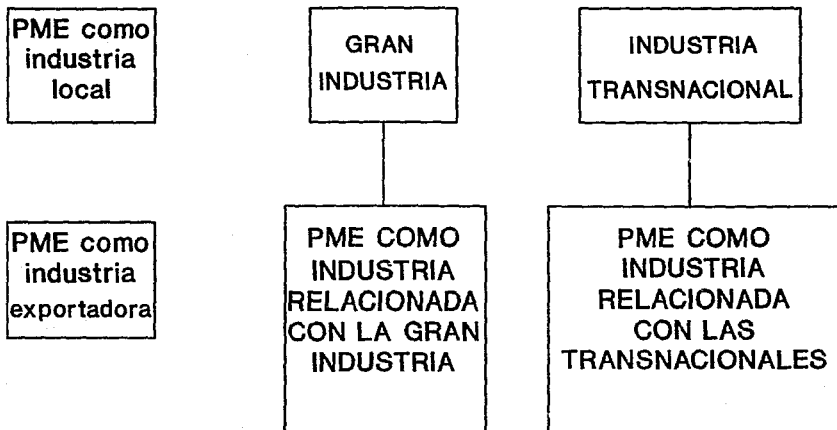 PME como
industria
local
GRAN
INDUSTRIA
INDUSTRIA
TRANSNACIONAL
PME como
industria
exportadora
PME COMO
INDUSTRIA
RELACIONADA
CON LA GRAN
INDUSTRIA
PME COMO
INDUSTRIA
RELACIONADA
CON LAS
TRANSNACIONALES